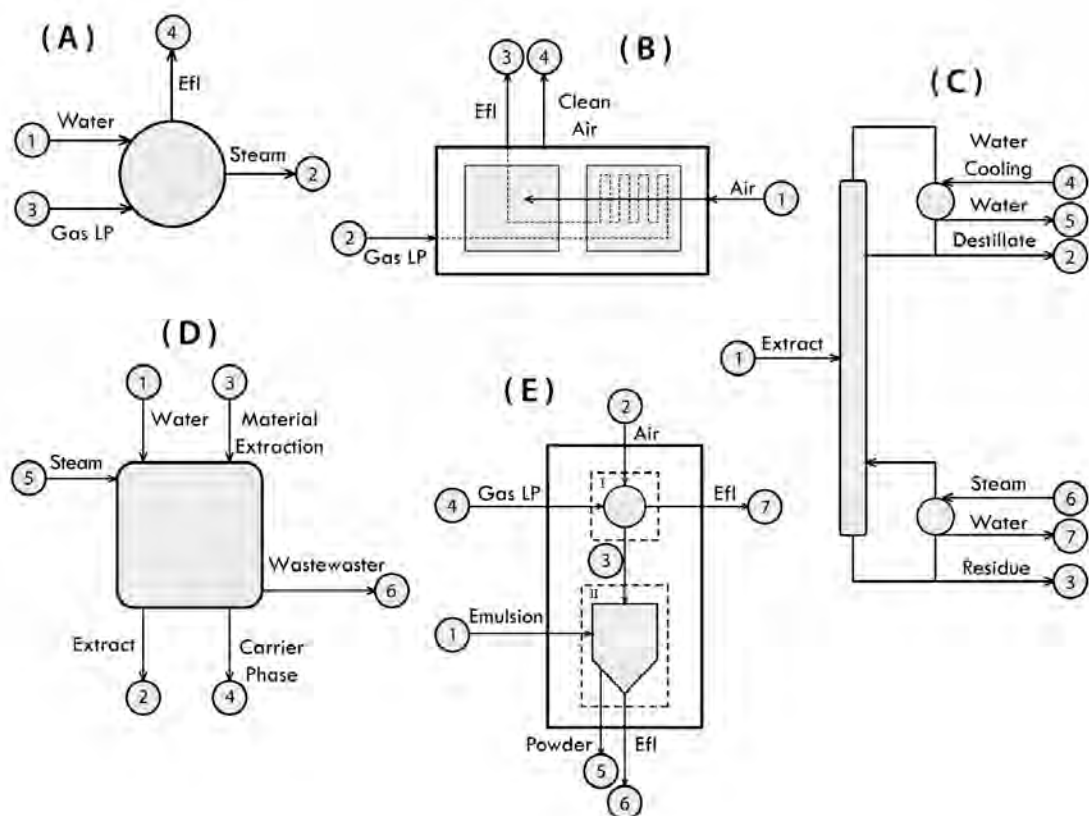 (A)
4
Efl
Water
1
Steam
2
3
Gas LP
(B)
3
4
Efl
Clean
Air
Air
1
2
Gas LP
(C)
Water
Cooling
4
Water
5
Destillate
2
1
Extract
Steam
6
Water
7
Residue
3
(D)
1
3
Water
Material
Extraction
5
Steam
Wastewaster
6
Extract
Carrier
Phase
2
4
(E)
2
Air
I
4
Gas LP
Efl
7
3
II
1
Emulsion
Powder
Efl
5
6